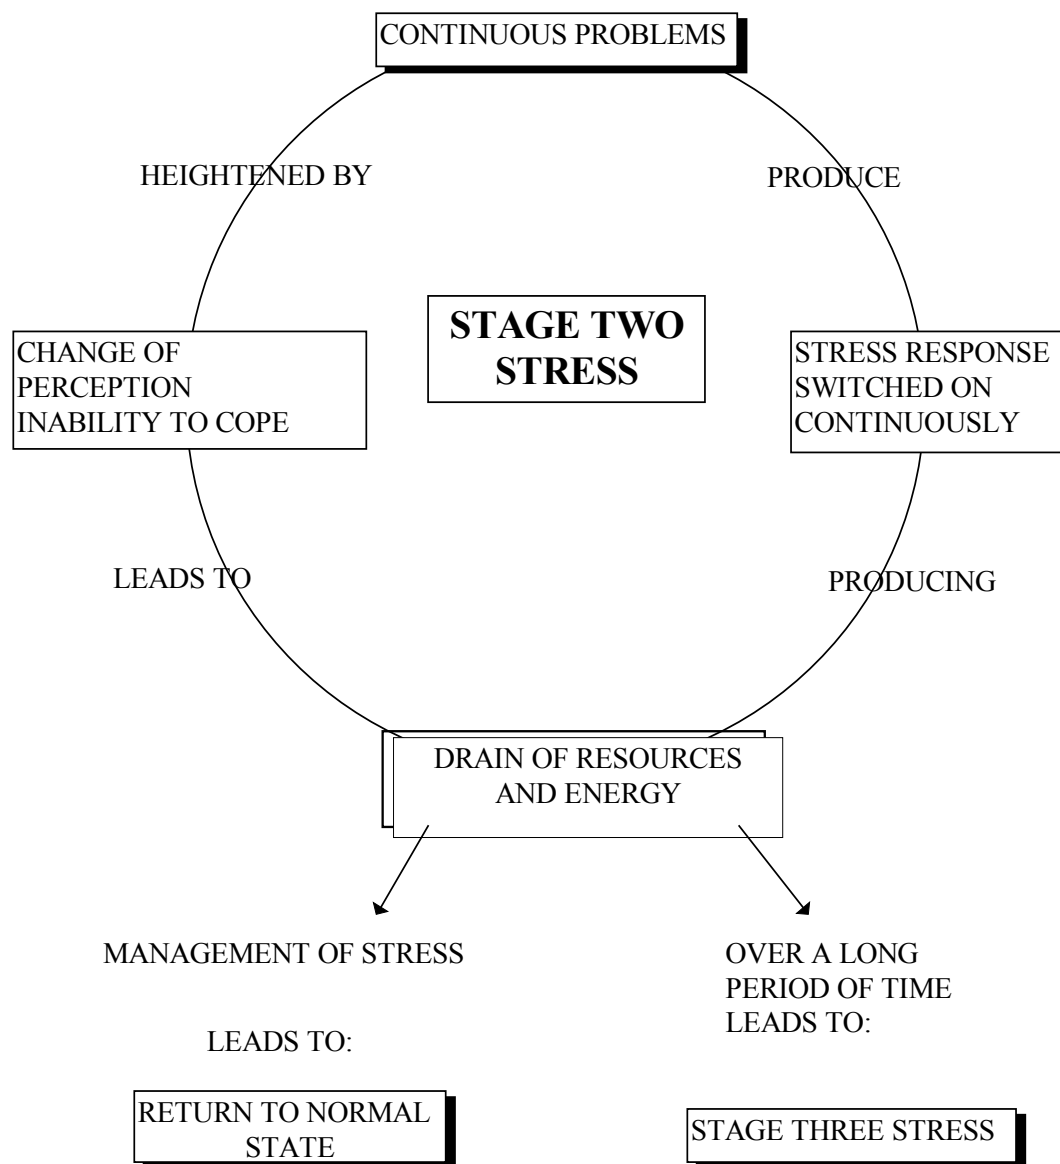 CONTINUOUS PROBLEMS
HEIGHTENED BY
PRODUCE
STAGE TWO
STRESS
CHANGE OF
PERCEPTION
INABILITY TO COPE
STRESS RESPONSE
SWITCHED ON
CONTINUOUSLY
LEADS TO
PRODUCING
DRAIN OF RESOURCES
AND ENERGY
MANAGEMENT OF STRESS
LEADS TO:
OVER A LONG
PERIOD OF TIME
LEADS TO:
RETURN TO NORMAL
STATE
STAGE THREE STRESS